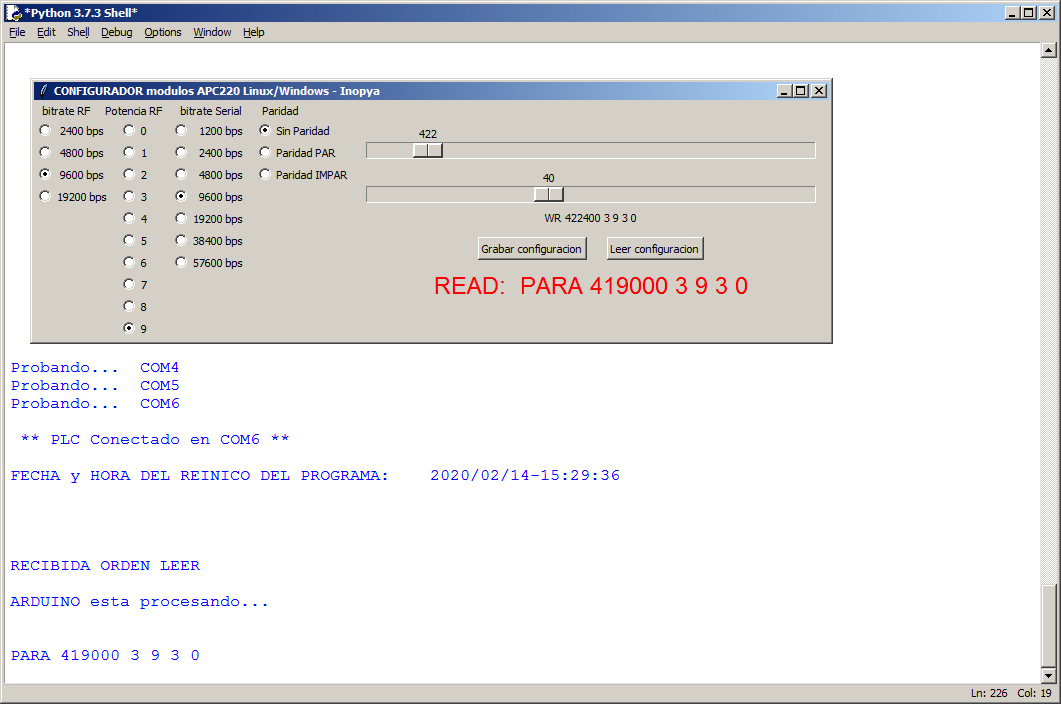 *Python 3.7.3 Shell*
File Edit Shell Debug Options Window Help
CONFIGURADOR modulos APC220 Linux/Windows - Inopya
bitrate RF Potencia RF bitrate Serial Paridad
2400 bps 0 1200 bps Sin Paridad 422
4800 bps 1 2400 bps Paridad PAR
9600 bps 2 4800 bps Paridad IMPAR 40
19200 bps 3 9600 bps
4 19200 bps WR 422400 3 9 3 0
5 38400 bps Grabar configuracion Leer configuracion
6 57600 bps
7 READ: PARA 419000 3 9 3 0
8
9
Probando... COM4
Probando... COM5
Probando... COM6
** PLC Conectado en COM6 **
FECHA y HORA DEL REINICO DEL PROGRAMA: 2020/02/14-15:29:36
RECIBIDA ORDEN LEER
ARDUINO esta procesando...
PARA 419000 3 9 3 0
Ln: 226 Col: 19